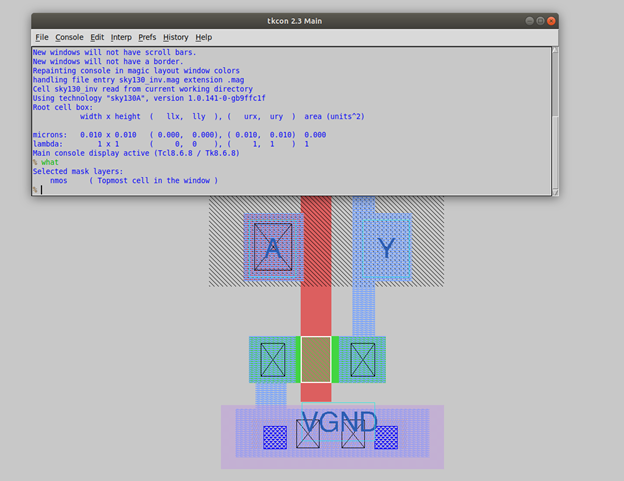 tkcon 2.3 Main
File Console Edit Interp Prefs History Help
New windows will not have scroll bars.
New windows will not have a border.
Repainting console in magic layout window colors
handling file entry sky130_inv.mag extension .mag
Cell sky130_inv read from current working directory
Using technology "sky130A", version 1.0.141-0-gb9ffc1f
Root cell box:
width x height ( llx, lly ), ( urx, ury ) area (units^2)
microns: 0.010 x 0.010 ( 0.000, 0.000), ( 0.010, 0.010) 0.000
lambda: 1 x 1 ( 0, 0 ), ( 1, 1 ) 1
Main console display active (Tcl8.6.8 / Tk8.6.8)
% what
Selected mask layers:
nmos ( Topmost cell in the window )
%
A Y
VGND